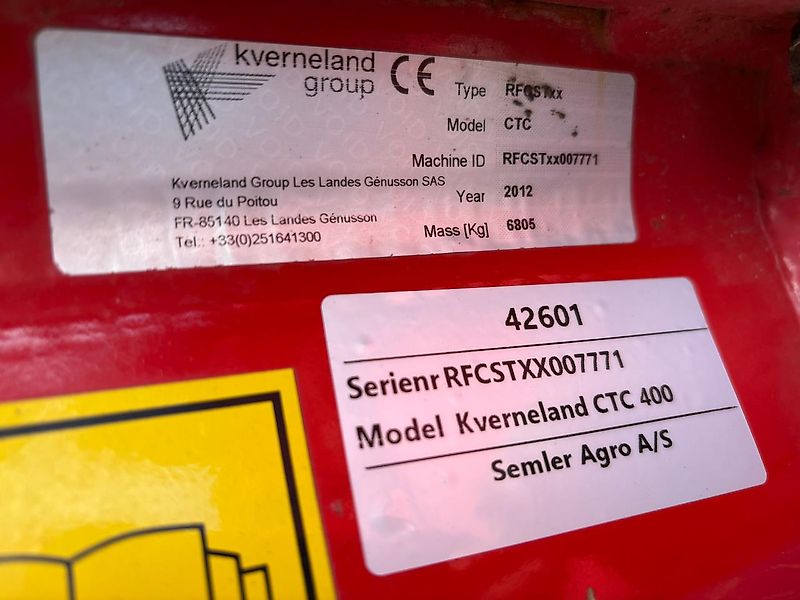 kverneland
group
CE
Type RFCSTxx
Model CTC
Machine ID RFCSTxx007771
Year 2012
Mass [Kg] 6805
Kverneland Group Les Landes Génusson SAS
9 Rue du Poitou
FR-85140 Les Landes Génusson
Tel.: +33(0)251641300
42601
Serienr RFCSTXX007771
Model Kverneland CTC 400
Semler Agro A/S